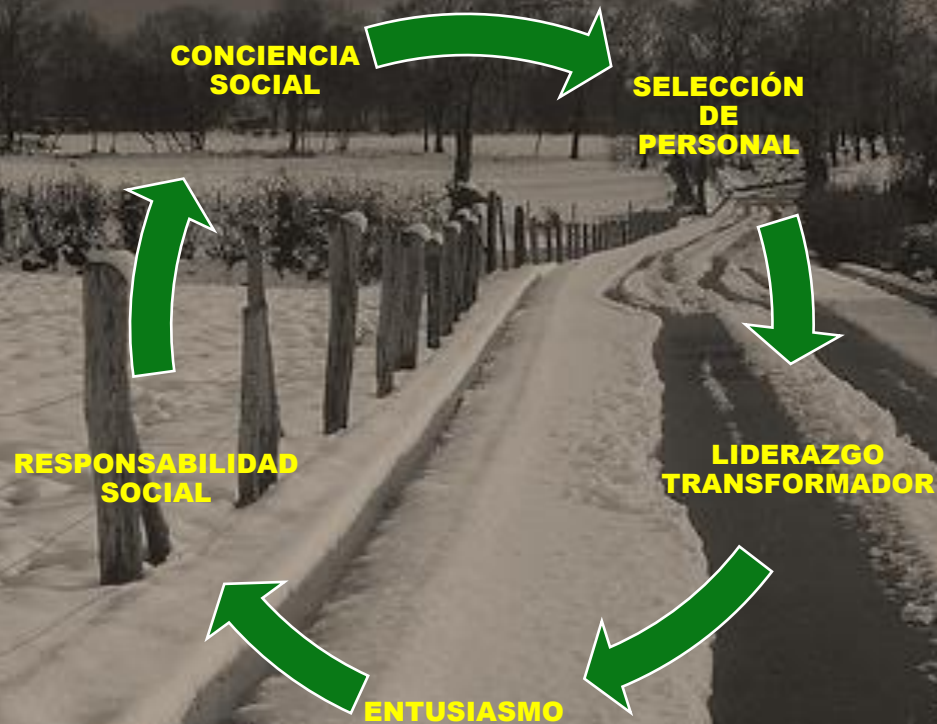 CONCIENCIA
SOCIAL
SELECCIÓN
DE
PERSONAL
LIDERAZGO
TRANSFORMADOR
ENTUSIASMO
RESPONSABILIDAD
SOCIAL